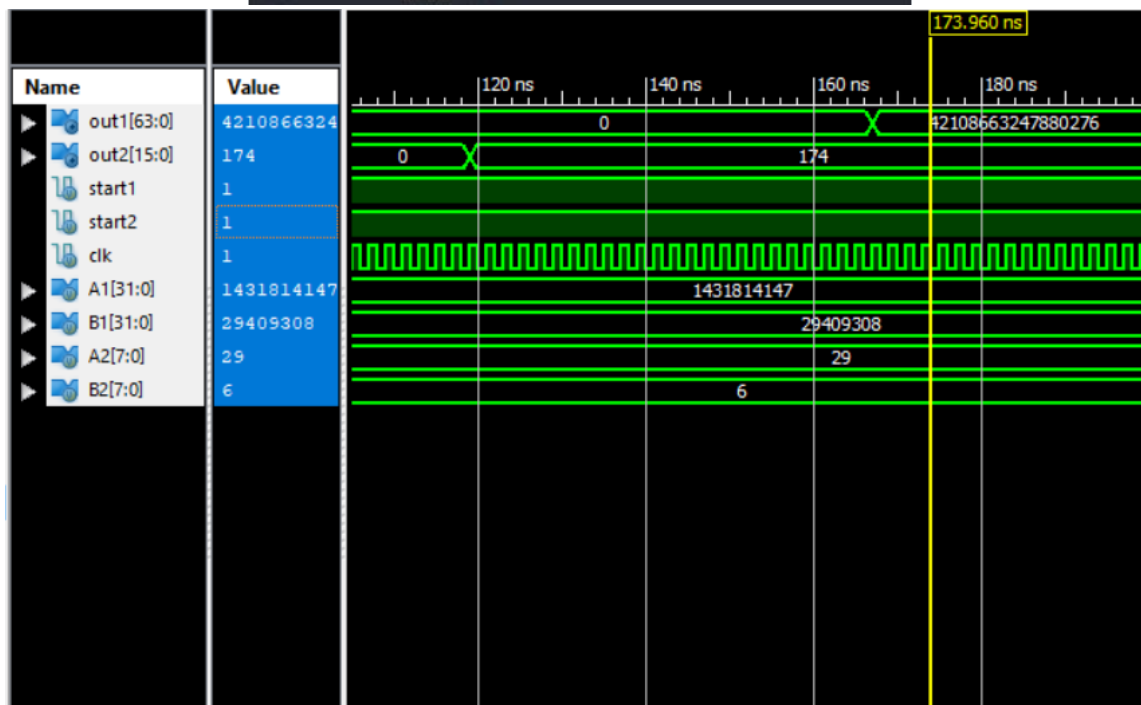 173.960 ns
Name Value 120 ns 140 ns 160 ns 180 ns
out1[63:0] 4210866324 0 42108663247880276
out2[15:0] 174 0 174
start1 1
start2 1
clk 1
A1[31:0] 1431814147 1431814147
B1[31:0] 29409308 29409308
A2[7:0] 29 29
B2[7:0] 6 6